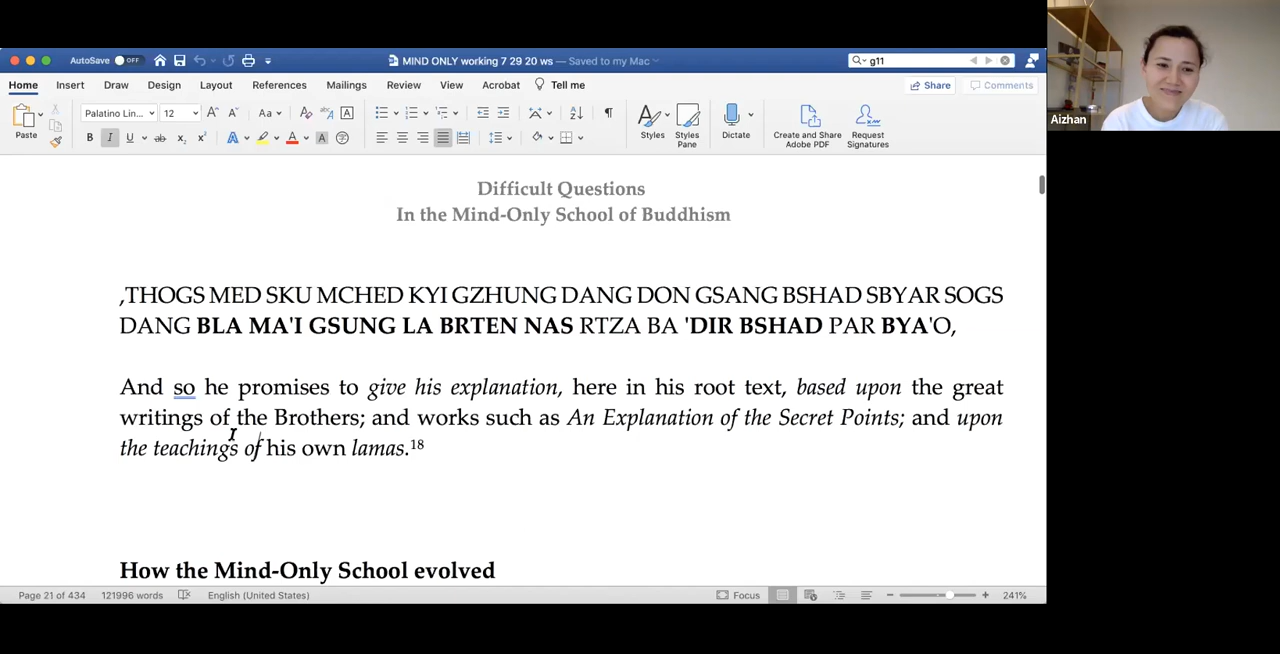 AutoSave OFF
MIND ONLY working 7 29 20 ws — Saved to my Mac
g11
Home Insert Draw Design Layout References Mailings Review View Acrobat Tell me
Share Comments
Paste
Palatino Lin... 12
Styles
Styles Pane
Dictate
Create and Share Adobe PDF
Request Signatures
Aizhan
Difficult Questions
In the Mind-Only School of Buddhism
,THOGS MED SKU MCHED KYI GZHUNG DANG DON GSANG BSHAD SBYAR SOGS
DANG BLA MA'I GSUNG LA BRTEN NAS RTZA BA 'DIR BSHAD PAR BYA'O,
And so he promises to give his explanation, here in his root text, based upon the great
writings of the Brothers; and works such as An Explanation of the Secret Points; and upon
the teachings of his own lamas.18
How the Mind-Only School evolved
Page 21 of 434 121996 words English (United States) Focus 241%